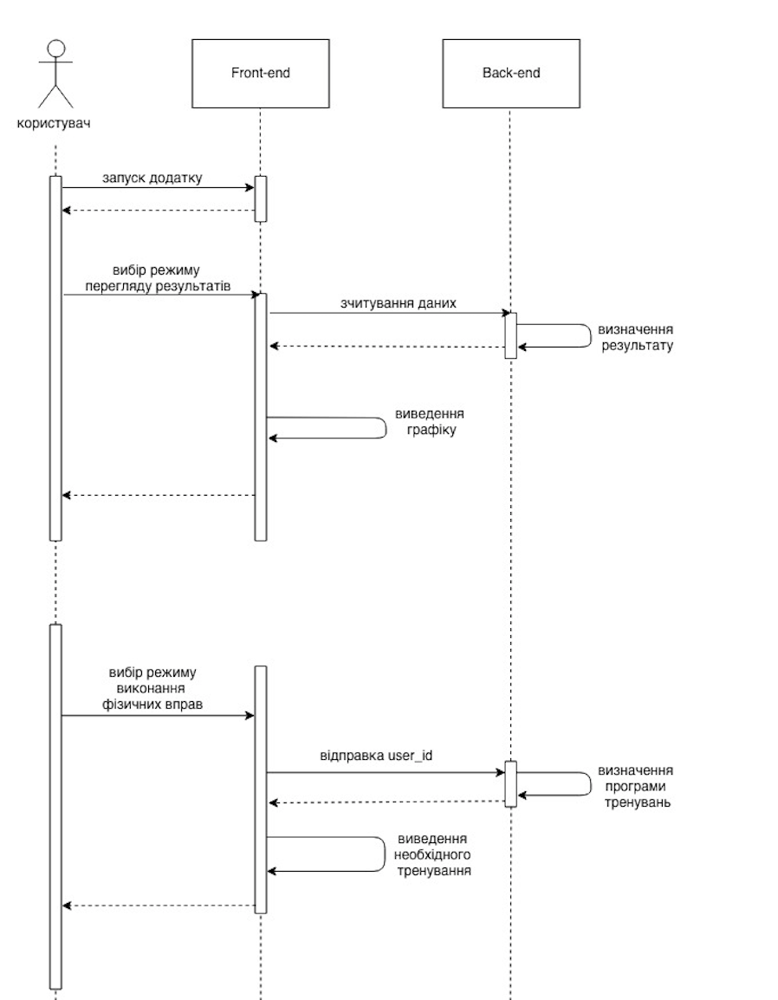 Front-end
Back-end
користувач
запуск додатку
вибір режиму
перегляду результатів
зчитування даних
визначення
результату
виведення
графіку
вибір режиму
виконання
фізичних вправ
відправка user_id
визначення
програми
тренувань
виведення
необхідного
тренування